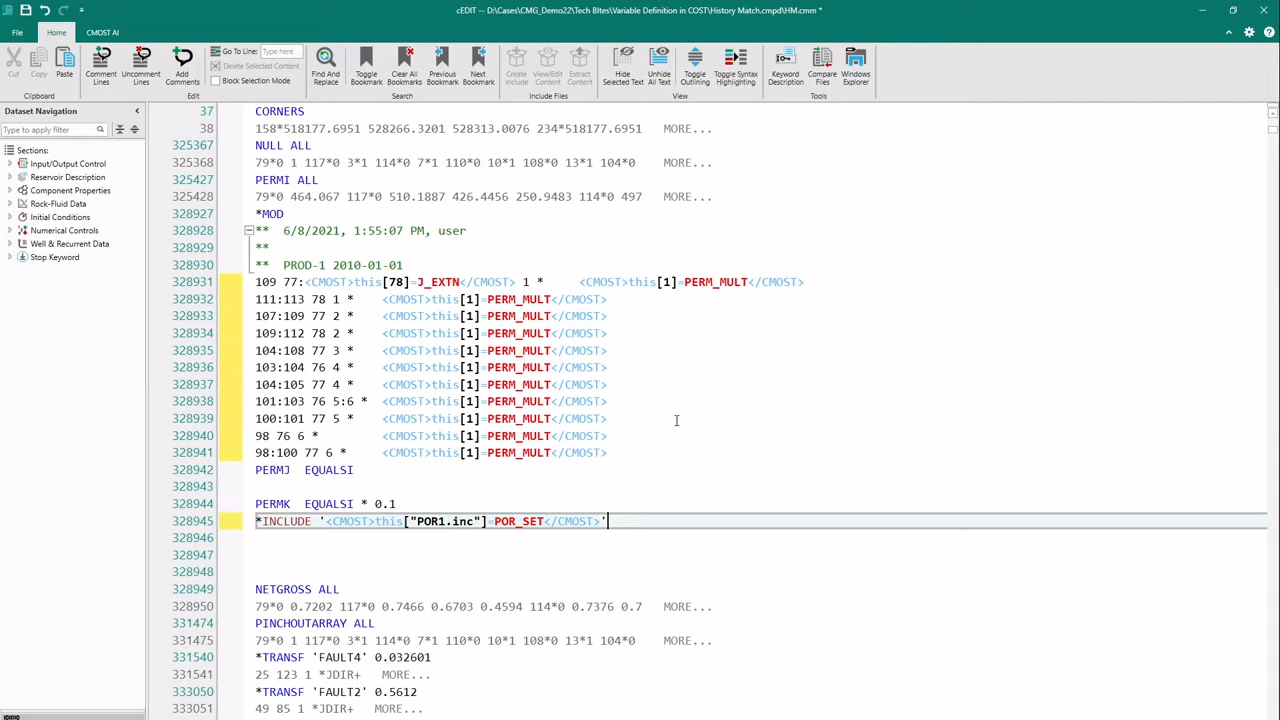 cEDIT -- D:\Cases\CMG_Demo22\Tech BItes\Variable Definition in COST\History Match.cmpd\HM.cmm *
File Home CMOST AI
Cut Copy Paste Comment Lines Uncomment Lines Add Comments Go To Line: Type here Delete Selected Content Block Selection Mode Find And Replace Toggle Bookmark Clear All Bookmarks Previous Bookmark Next Bookmark Create Include View/Edit Content Extract Content Hide Selected Text Unhide All Text Toggle Outlining Toggle Syntax Highlighting Keyword Description Compare Files Windows Explorer
Clipboard Edit Search Include Files View Tools
Dataset Navigation
Type to apply filter
Sections:
Input/Output Control
Reservoir Description
Component Properties
Rock-Fluid Data
Initial Conditions
Numerical Controls
Well & Recurrent Data
Stop Keyword
37 CORNERS
38 158*518177.6951 528266.3201 528313.0076 234*518177.6951 MORE...
325367 NULL ALL
325368 79*0 1 117*0 3*1 114*0 7*1 110*0 10*1 108*0 13*1 104*0 MORE...
325427 PERMI ALL
325428 79*0 464.067 117*0 510.1887 426.4456 250.9483 114*0 497 MORE...
328927 *MOD
328928 ** 6/8/2021, 1:55:07 PM, user
328929 **
328930 ** PROD-1 2010-01-01
328931 109 77:<CMOST>this[78]=J_EXTN</CMOST> 1 * <CMOST>this[1]=PERM_MULT</CMOST>
328932 111:113 78 1 * <CMOST>this[1]=PERM_MULT</CMOST>
328933 107:109 77 2 * <CMOST>this[1]=PERM_MULT</CMOST>
328934 109:112 78 2 * <CMOST>this[1]=PERM_MULT</CMOST>
328935 104:108 77 3 * <CMOST>this[1]=PERM_MULT</CMOST>
328936 103:104 76 4 * <CMOST>this[1]=PERM_MULT</CMOST>
328937 104:105 77 4 * <CMOST>this[1]=PERM_MULT</CMOST>
328938 101:103 76 5:6 * <CMOST>this[1]=PERM_MULT</CMOST>
328939 100:101 77 5 * <CMOST>this[1]=PERM_MULT</CMOST>
328940 98 76 6 * <CMOST>this[1]=PERM_MULT</CMOST>
328941 98:100 77 6 * <CMOST>this[1]=PERM_MULT</CMOST>
328942 PERMJ EQUALSI
328943
328944 PERMK EQUALSI * 0.1
328945 *INCLUDE '<CMOST>this["POR1.inc"]=POR_SET</CMOST>'
328946
328947
328948
328949 NETGROSS ALL
328950 79*0 0.7202 117*0 0.7466 0.6703 0.4594 114*0 0.7376 0.7 MORE...
331474 PINCHOUTARRAY ALL
331475 79*0 1 117*0 3*1 114*0 7*1 110*0 10*1 108*0 13*1 104*0 MORE...
331540 *TRANSF 'FAULT4' 0.032601
331541 25 123 1 *JDIR+ MORE...
333050 *TRANSF 'FAULT2' 0.5612
333051 49 85 1 *JDIR+ MORE...